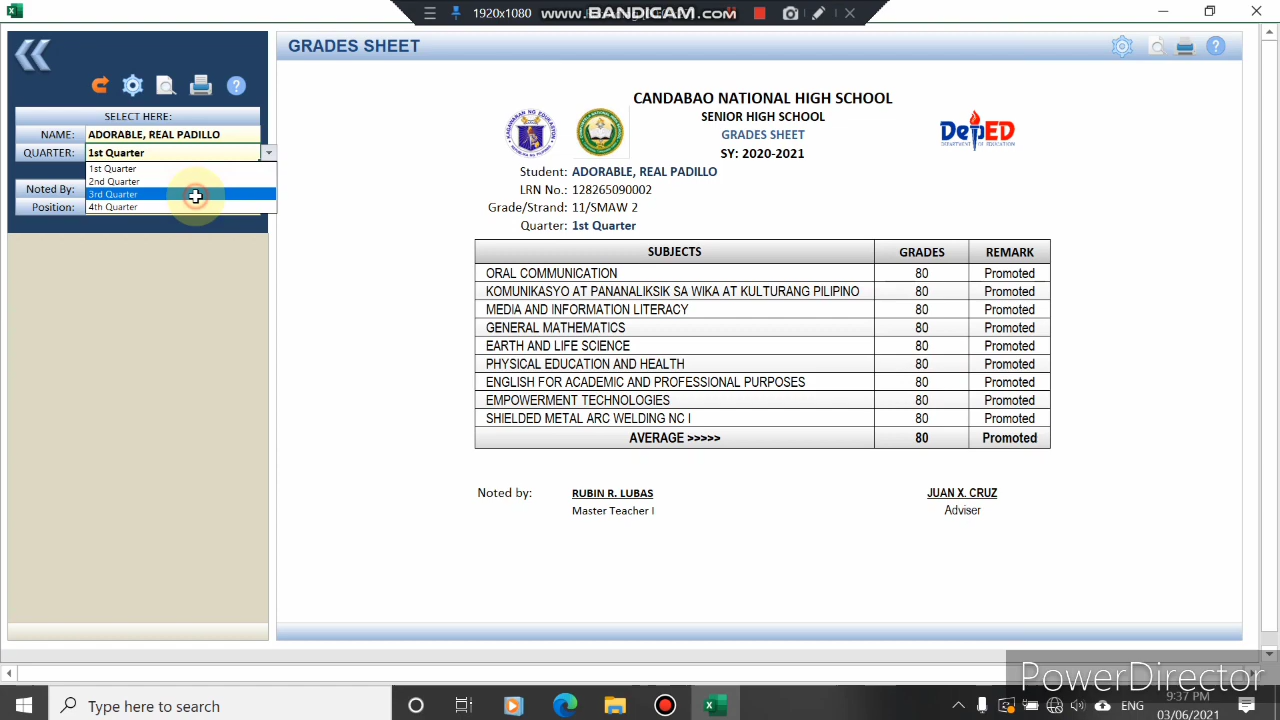 1920x1080 www.BANDICAM.com
GRADES SHEET
SELECT HERE:
NAME: ADORABLE, REAL PADILLO
QUARTER: 1st Quarter
1st Quarter
2nd Quarter
3rd Quarter
4th Quarter
Noted By:
Position:
CANDABAO NATIONAL HIGH SCHOOL
SENIOR HIGH SCHOOL
GRADES SHEET
SY: 2020-2021
DepED
DEPARTMENT OF EDUCATION
Student: ADORABLE, REAL PADILLO
LRN No.: 128265090002
Grade/Strand: 11/SMAW 2
Quarter: 1st Quarter
SUBJECTS GRADES REMARK
ORAL COMMUNICATION 80 Promoted
KOMUNIKASYO AT PANANALIKSIK SA WIKA AT KULTURANG PILIPINO 80 Promoted
MEDIA AND INFORMATION LITERACY 80 Promoted
GENERAL MATHEMATICS 80 Promoted
EARTH AND LIFE SCIENCE 80 Promoted
PHYSICAL EDUCATION AND HEALTH 80 Promoted
ENGLISH FOR ACADEMIC AND PROFESSIONAL PURPOSES 80 Promoted
EMPOWERMENT TECHNOLOGIES 80 Promoted
SHIELDED METAL ARC WELDING NC I 80 Promoted
AVERAGE >>>>> 80 Promoted
Noted by: RUBIN R. LUBAS JUAN X. CRUZ
Master Teacher I Adviser
PowerDirector
Type here to search
ENG
9:37 PM
03/06/2021